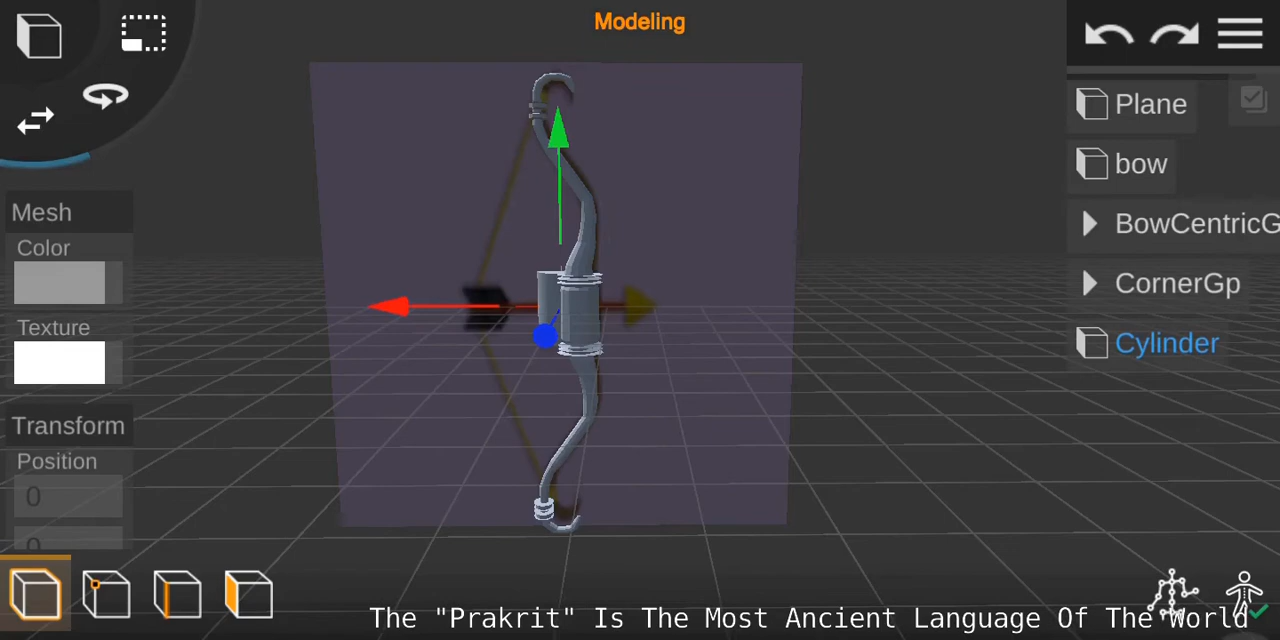 Modeling
Plane
bow
BowCentricG
CornerGp
Cylinder
Mesh
Color
Texture
Transform
Position
0
0
The "Prakrit" Is The Most Ancient Language Of The World